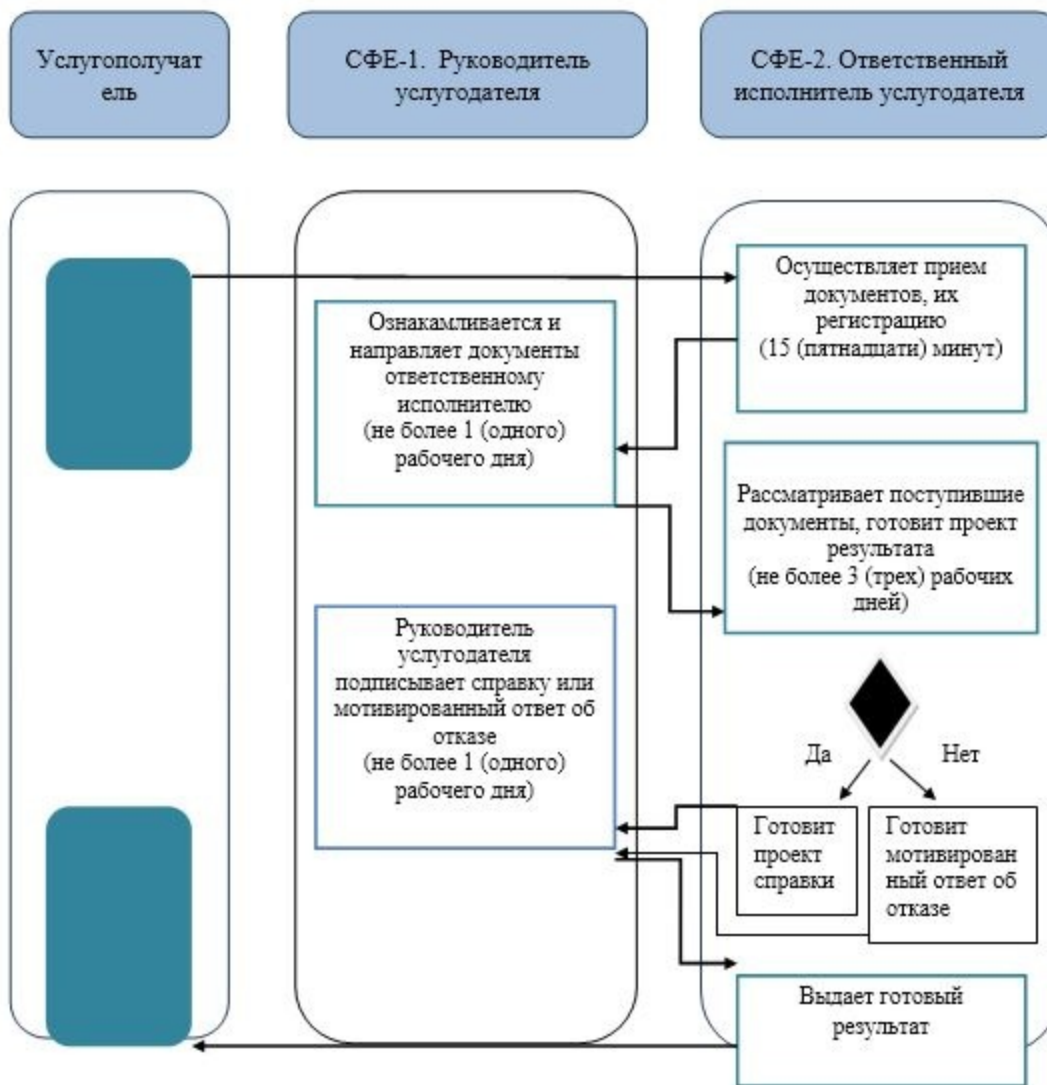 Услугополучат
ель
СФЕ-1. Руководитель
услугодателя
СФЕ-2. Ответственный
исполнитель услугодателя
Осуществляет прием
документов, их
регистрацию
(15 (пятнадцати) минут)
Ознакамливается и
направляет документы
ответственному
исполнителю
(не более 1 (одного)
рабочего дня)
Рассматривает поступившие
документы, готовит проект
результата
(не более 3 (трех) рабочих
дней)
Руководитель
услугодателя
подписывает справку или
мотивированный ответ об
отказе
(не более 1 (одного)
рабочего дня)
Да
Нет
Готовит
проект
справки
Готовит
мотивирован
ный ответ об
отказе
Выдает готовый
результат